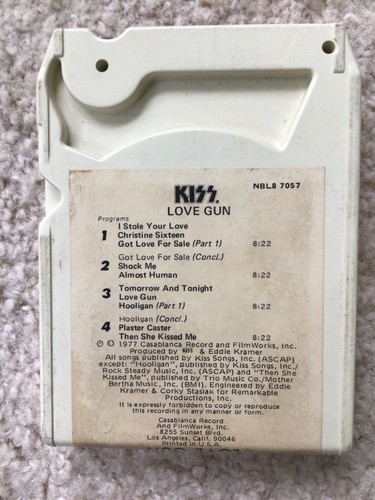 KISS
NBL8 7057
LOVE GUN
Programs
1 I Stole Your Love
Christine Sixteen
Got Love For Sale (Part 1) 8:22
2 Got Love For Sale (Concl.)
Shock Me
Almost Human 8:22
3 Tomorrow And Tonight
Love Gun
Hooligan (Part 1) 8:22
4 Hooligan (Concl.)
Plaster Caster
Then She Kissed Me 8:22
© ℗ 1977 Casablanca Record and FilmWorks, Inc.
Produced by KISS & Eddie Kramer
All songs published by Kiss Songs, Inc. (ASCAP)
except: "Hooligan", published by Kiss Songs, Inc./
Rock Steady Music, Inc. (ASCAP) and "Then She
Kissed Me", published by Trio Music Co./Mother
Bertha Music, Inc. (BMI). Engineered by Eddie
Kramer & Corky Stasiak for Remarkable
Productions, Inc.
It is expressly forbidden to copy or reproduce
this recording in any manner or form.
Casablanca Record
And FilmWorks, Inc.
8255 Sunset Blvd.
Los Angeles, Calif. 90046
Printed in U.S.A.